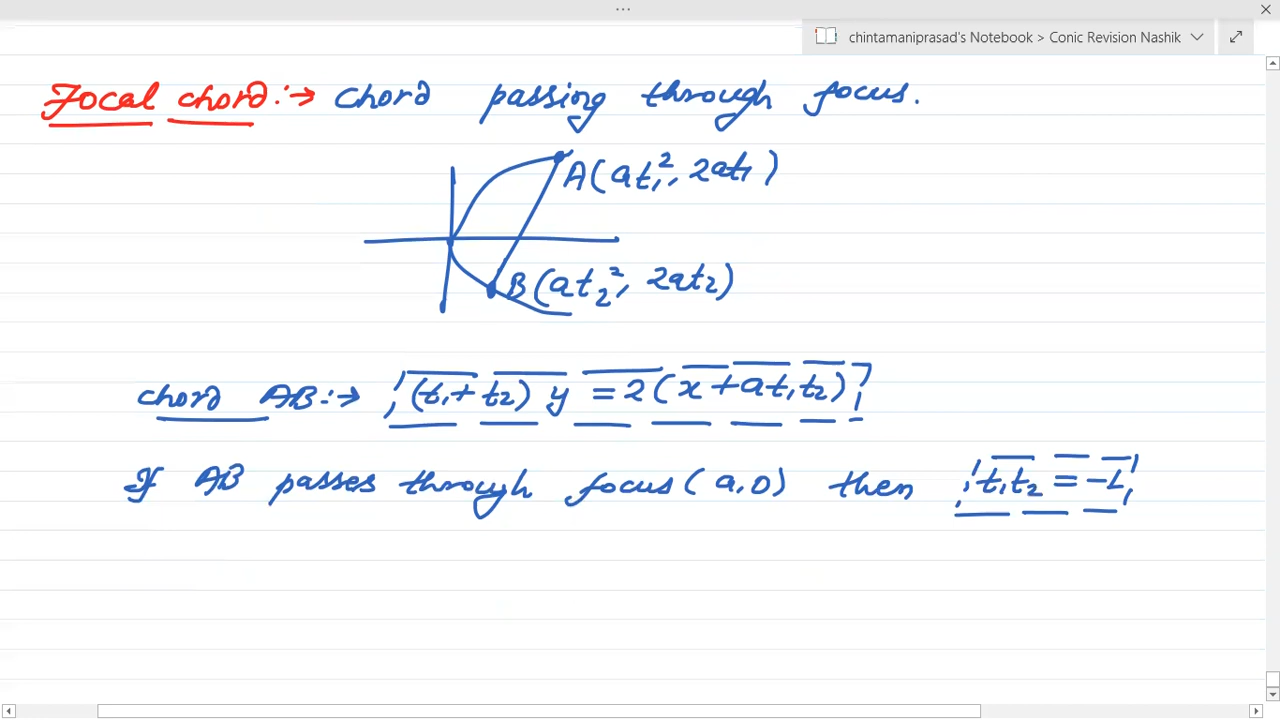 chintamaniprasad's Notebook > Conic Revision Nashik
Focal chord :→ chord passing through focus.
A(at₁², 2at₁)
B(at₂², 2at₂)
chord AB :→ (t₁+t₂) y = 2(x+at₁t₂)
If AB passes through focus (a,0) then t₁t₂ = -1